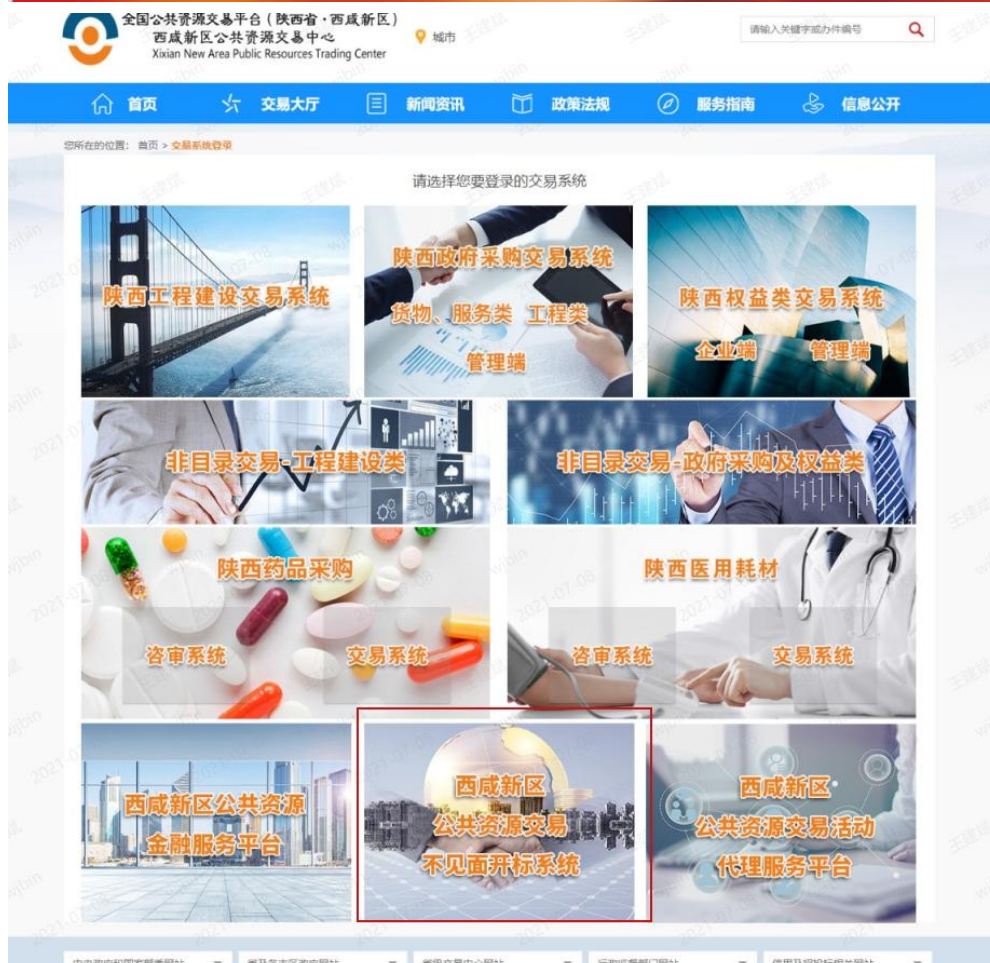 全国公共资源交易平台（陕西省·西咸新区）
西咸新区公共资源交易中心
Xixian New Area Public Resources Trading Center
城市
请输入关键字或办件编号
首页 交易大厅 新闻资讯 政策法规 服务指南 信息公开
您所在的位置： 首页 > 交易系统登录
请选择您要登录的交易系统
陕西工程建设交易系统
陕西政府采购交易系统
货物、服务类 工程类
管理端
陕西权益类交易系统
企业端 管理端
非目录交易-工程建设类
非目录交易-政府采购及权益类
陕西药品采购
咨审系统 交易系统
陕西医用耗材
咨审系统 交易系统
西咸新区公共资源
金融服务平台
西咸新区
公共资源交易
不见面开标系统
西咸新区
公共资源交易活动
代理服务平台
王建斌
wjbin
2021-07-08